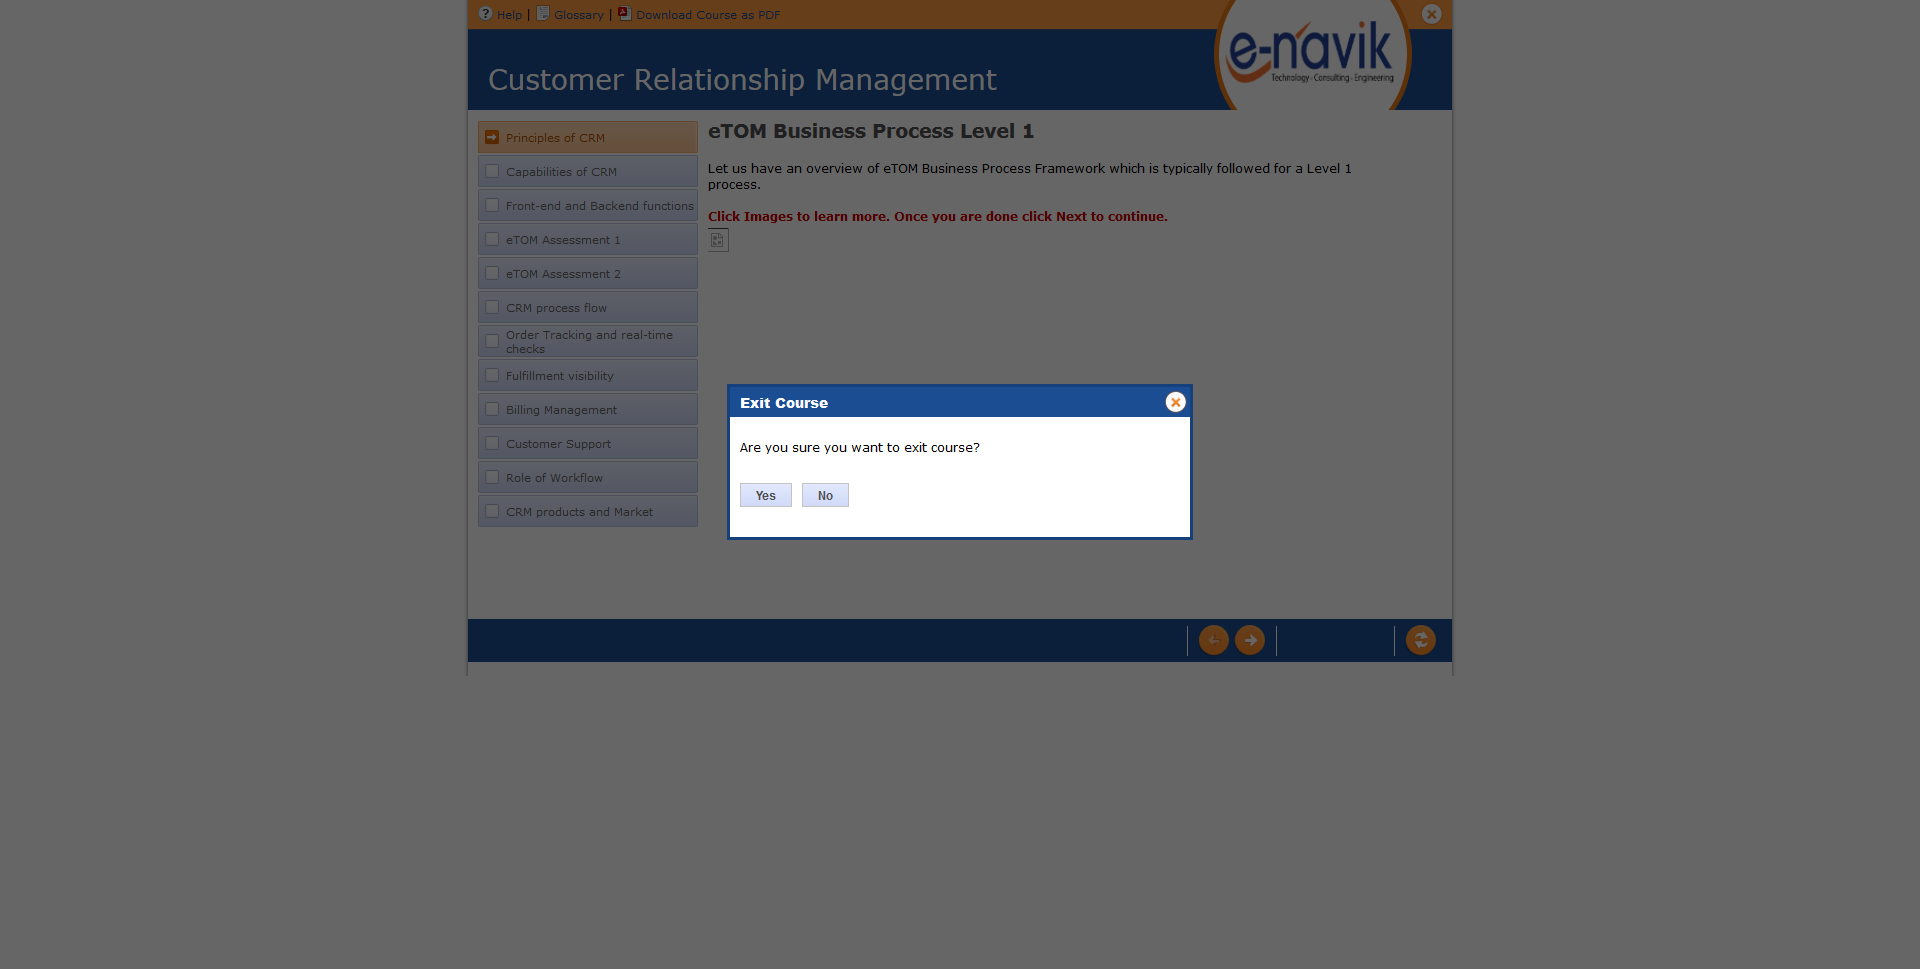 Help | Glossary | Download Course as PDF
e-navik
Technology - Consulting - Engineering
Customer Relationship Management
Principles of CRM
Capabilities of CRM
Front-end and Backend functions
eTOM Assessment 1
eTOM Assessment 2
CRM process flow
Order Tracking and real-time
checks
Fulfillment visibility
Billing Management
Customer Support
Role of Workflow
CRM products and Market
eTOM Business Process Level 1
Let us have an overview of eTOM Business Process Framework which is typically followed for a Level 1
process.
Click Images to learn more. Once you are done click Next to continue.
Exit Course
Are you sure you want to exit course?
Yes No